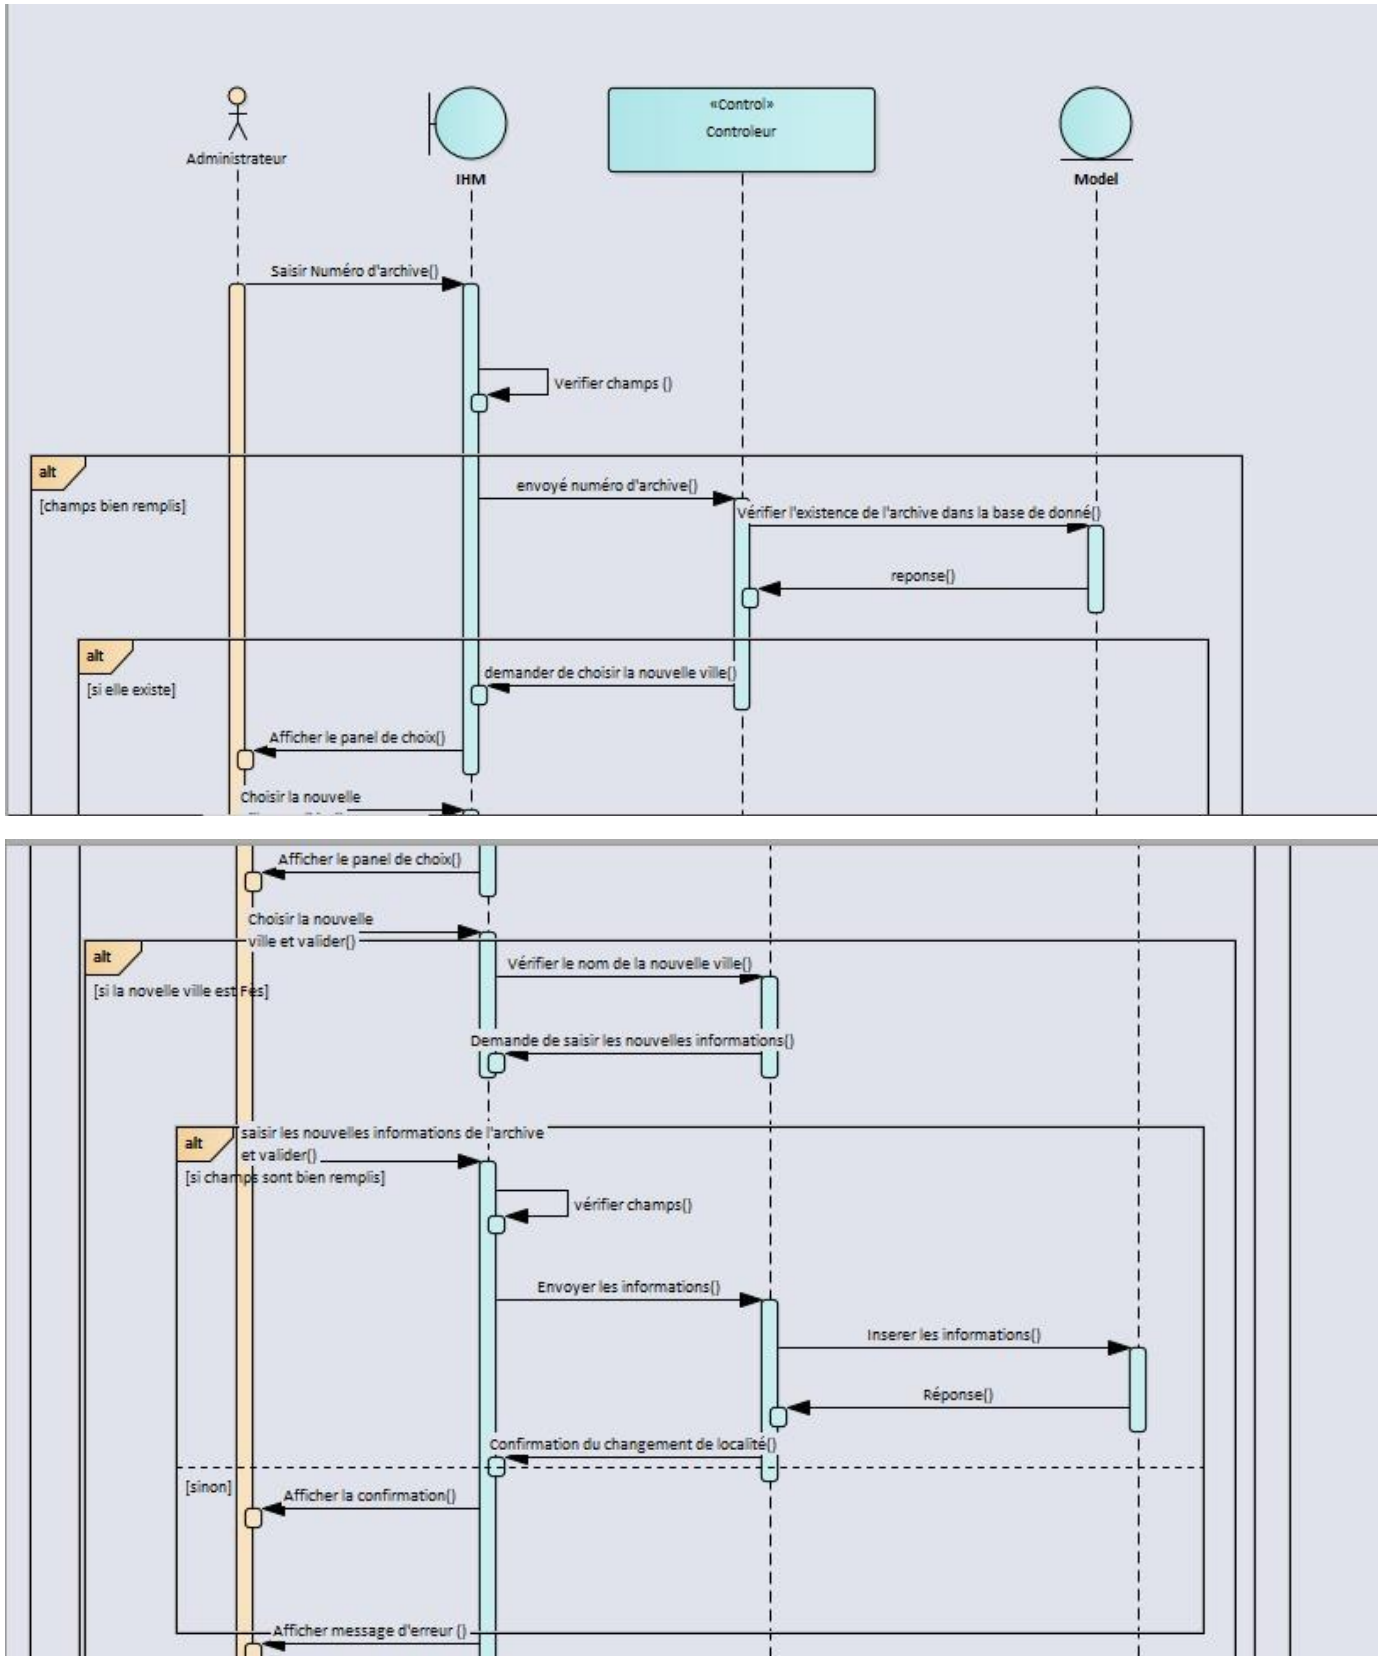 «Control»
Controleur
Administrateur
IHM
Model
Saisir Numéro d'archive()
Verifier champs ()
alt
[champs bien remplis]
envoyé numéro d'archive()
Vérifier l'existence de l'archive dans la base de donné()
reponse()
alt
[si elle existe]
demander de choisir la nouvelle ville()
Afficher le panel de choix()
Choisir la nouvelle
Afficher le panel de choix()
Choisir la nouvelle
ville et valider()
alt
[si la novelle ville est Fes]
Vérifier le nom de la nouvelle ville()
Demande de saisir les nouvelles informations()
alt
saisir les nouvelles informations de l'archive
et valider()
[si champs sont bien remplis]
vérifier champs()
Envoyer les informations()
Inserer les informations()
Réponse()
Confirmation du changement de localité()
[sinon]
Afficher la confirmation()
Afficher message d'erreur ()